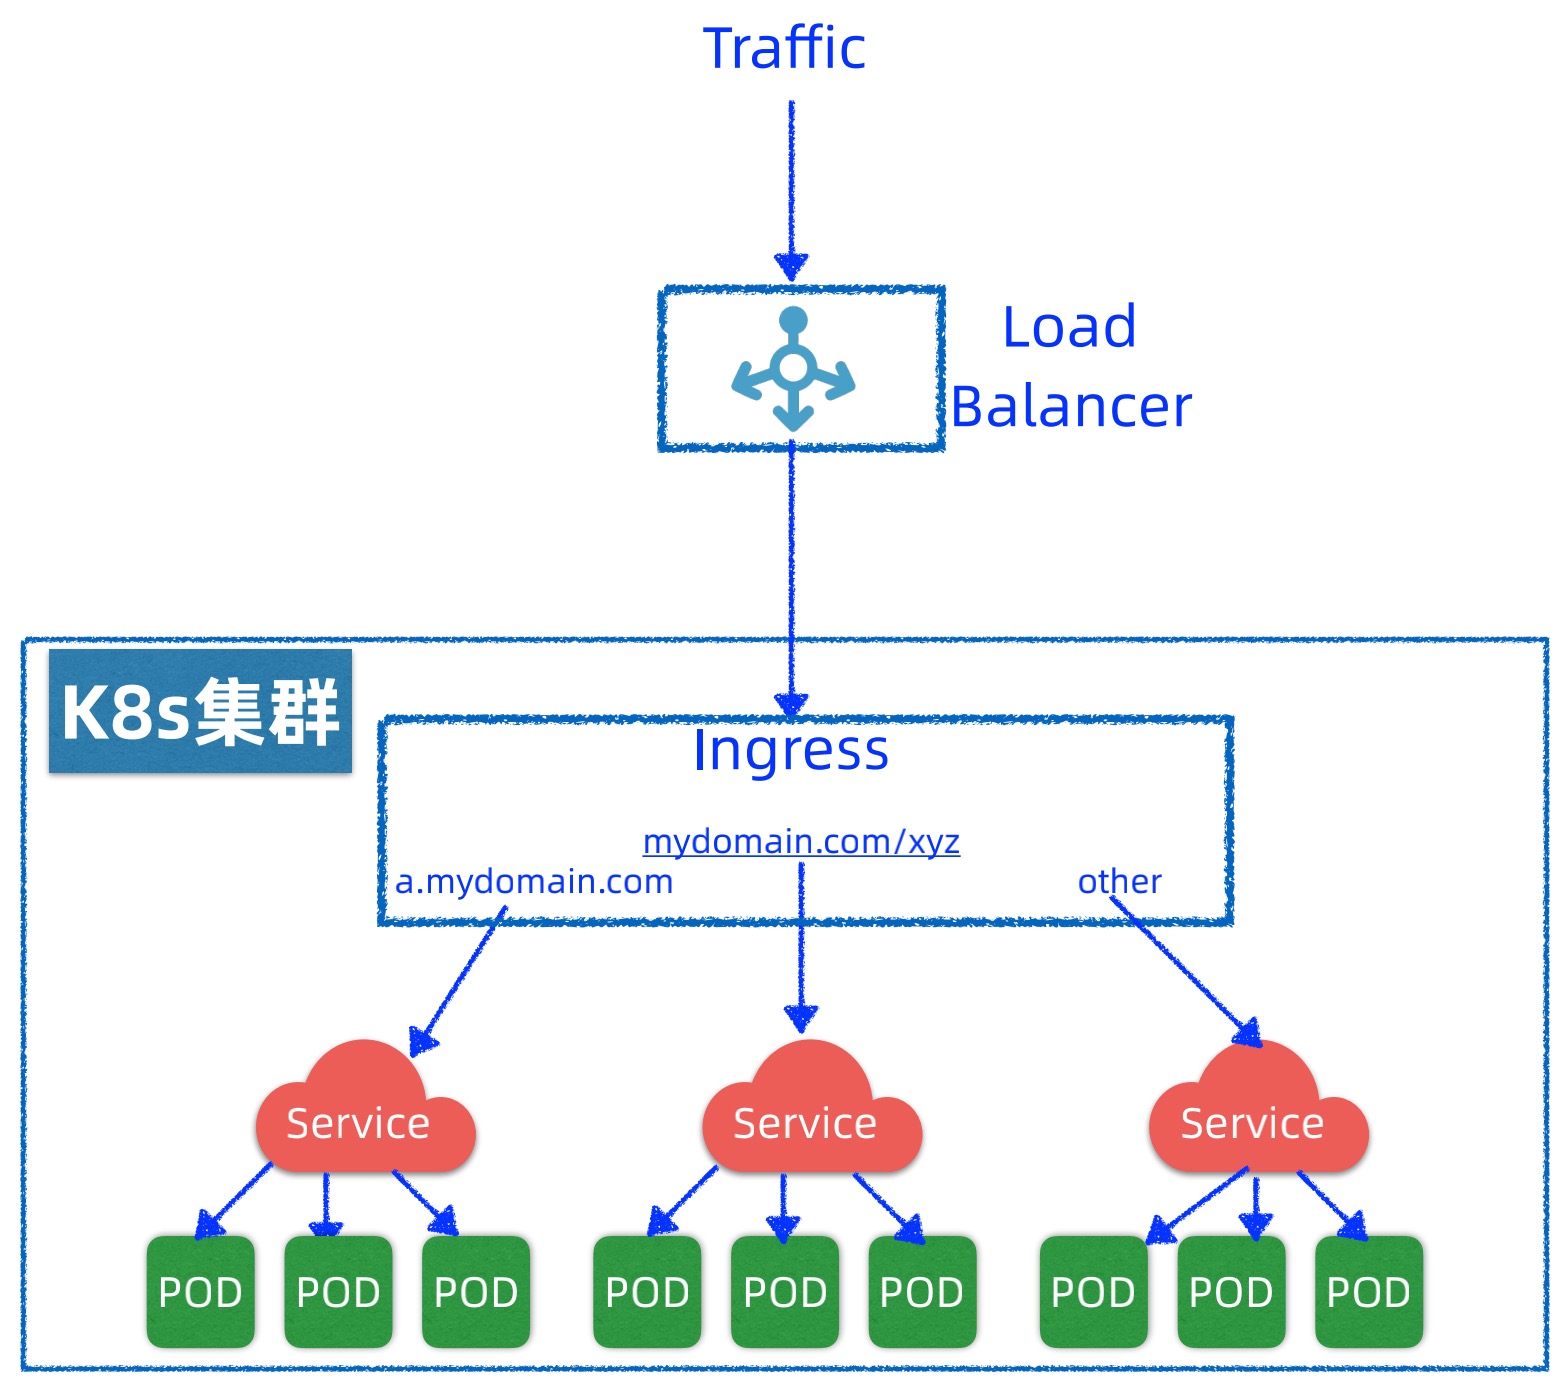 Traffic
Load
Balancer
K8s集群
Ingress
mydomain.com/xyz
a.mydomain.com
other
Service
Service
Service
POD
POD
POD
POD
POD
POD
POD
POD
POD